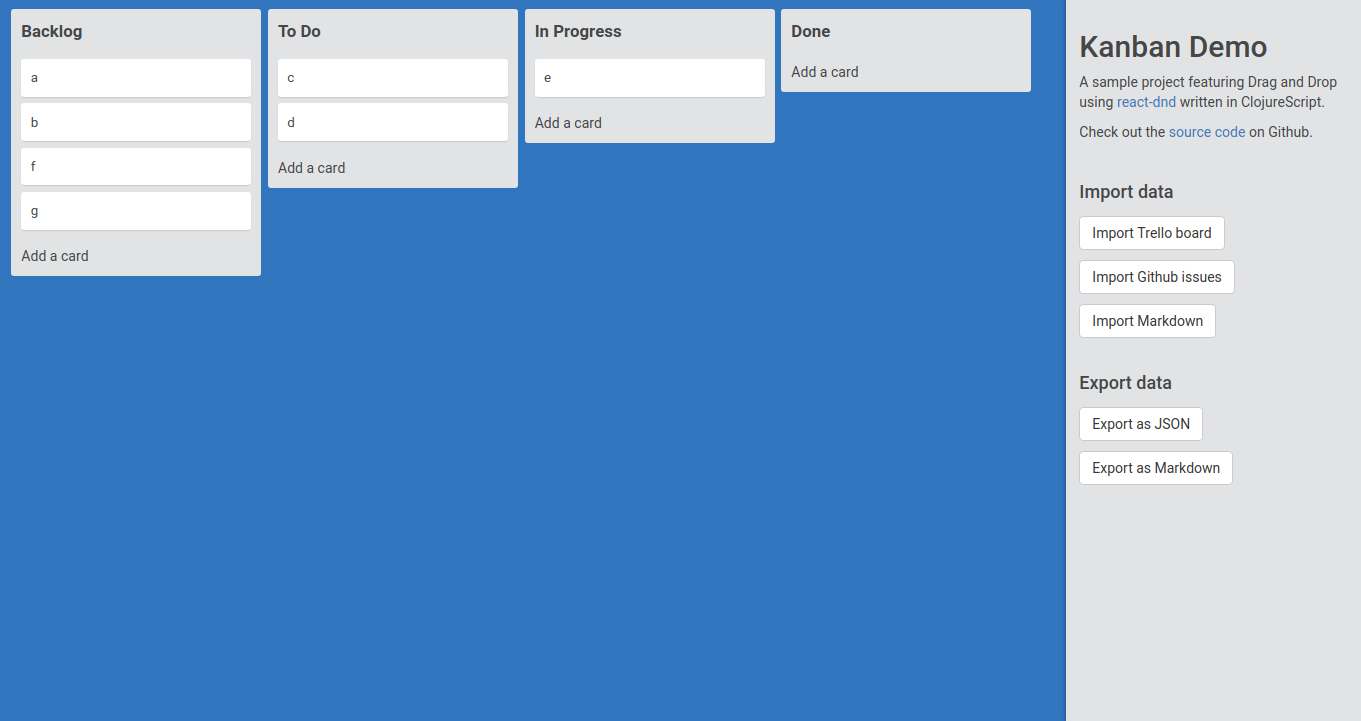 Backlog
a
b
f
g
Add a card
To Do
c
d
Add a card
In Progress
e
Add a card
Done
Add a card
Kanban Demo
A sample project featuring Drag and Drop
using react-dnd written in ClojureScript.
Check out the source code on Github.
Import data
Import Trello board
Import Github issues
Import Markdown
Export data
Export as JSON
Export as Markdown